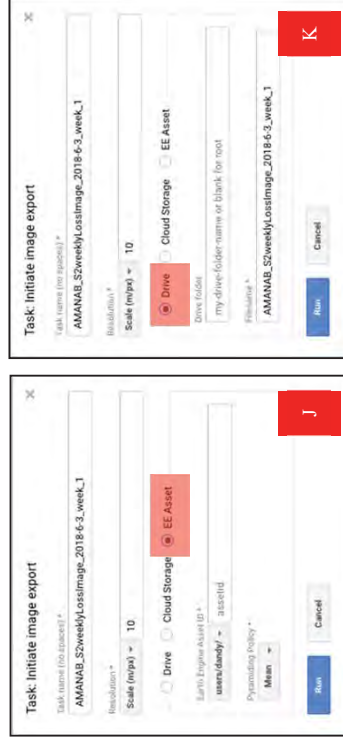 Task: Initiate image export
Task name (no spaces) *
AMANAB_S2weeklyLossImage_2018-6-3_week_1
Resolution *
Scale (m/px) 10
Drive Cloud Storage EE Asset
Earth Engine Asset ID *
users/dandy/ assetId
Pyramiding Policy *
Mean
Run Cancel
J
Task: Initiate image export
Task name (no spaces) *
AMANAB_S2weeklyLossImage_2018-6-3_week_1
Resolution *
Scale (m/px) 10
Drive Cloud Storage EE Asset
Drive folder
my-drive-folder-name or blank for root
Filename *
AMANAB_S2weeklyLossImage_2018-6-3_week_1
Run Cancel
K